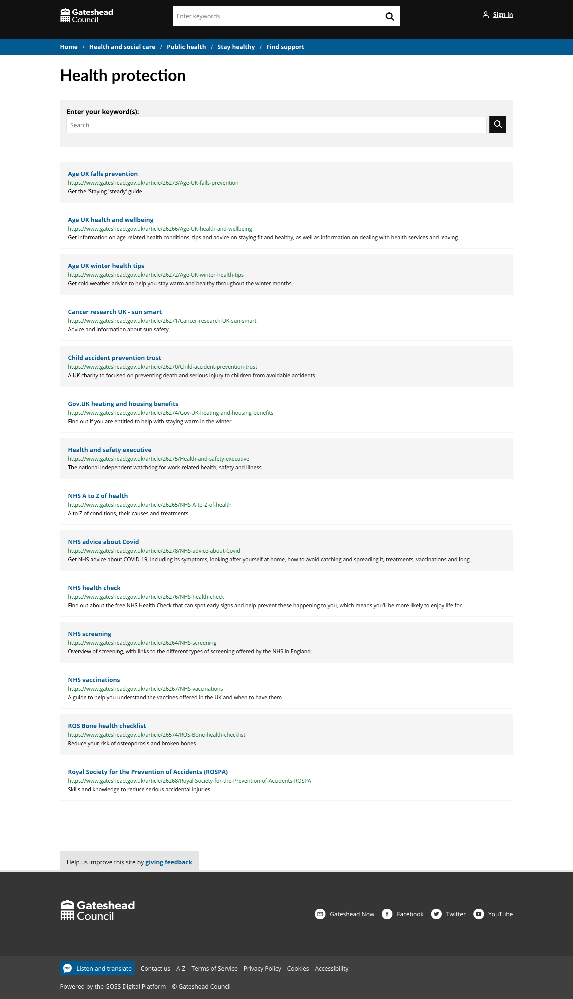 Gateshead
Council
Enter keywords
Sign in
Home / Health and social care / Public health / Stay healthy / Find support
Health protection
Enter your keyword(s):
Search...
Age UK falls prevention
https://www.gateshead.gov.uk/article/26273/Age-UK-falls-prevention
Get the 'Staying 'steady' guide.
Age UK health and wellbeing
https://www.gateshead.gov.uk/article/26266/Age-UK-health-and-wellbeing
Get information on age-related health conditions, tips and advice on staying fit and healthy, as well as information on dealing with health services and leaving...
Age UK winter health tips
https://www.gateshead.gov.uk/article/26272/Age-UK-winter-health-tips
Get cold weather advice to help you stay warm and healthy throughout the winter months.
Cancer research UK - sun smart
https://www.gateshead.gov.uk/article/26271/Cancer-research-UK-sun-smart
Advice and information about sun safety.
Child accident prevention trust
https://www.gateshead.gov.uk/article/26270/Child-accident-prevention-trust
A UK charity to focused on preventing death and serious injury to children from avoidable accidents.
Gov.UK heating and housing benefits
https://www.gateshead.gov.uk/article/26274/Gov-UK-heating-and-housing-benefits
Find out if you are entitled to help with staying warm in the winter.
Health and safety executive
https://www.gateshead.gov.uk/article/26275/Health-and-safety-executive
The national independent watchdog for work-related health, safety and illness.
NHS A to Z of health
https://www.gateshead.gov.uk/article/26265/NHS-A-to-Z-of-health
A to Z of conditions, their causes and treatments.
NHS advice about Covid
https://www.gateshead.gov.uk/article/26278/NHS-advice-about-Covid
Get NHS advice about COVID-19, including its symptoms, looking after yourself at home, how to avoid catching and spreading it, treatments, vaccinations and long...
NHS health check
https://www.gateshead.gov.uk/article/26276/NHS-health-check
Find out about the free NHS Health Check that can spot early signs and help prevent these happening to you, which means you'll be more likely to enjoy life for...
NHS screening
https://www.gateshead.gov.uk/article/26264/NHS-screening
Overview of screening, with links to the different types of screening offered by the NHS in England.
NHS vaccinations
https://www.gateshead.gov.uk/article/26267/NHS-vaccinations
A guide to help you understand the vaccines offered in the UK and when to have them.
ROS Bone health checklist
https://www.gateshead.gov.uk/article/26574/ROS-Bone-health-checklist
Reduce your risk of osteoporosis and broken bones.
Royal Society for the Prevention of Accidents (ROSPA)
https://www.gateshead.gov.uk/article/26268/Royal-Society-for-the-Prevention-of-Accidents-ROSPA
Skills and knowledge to reduce serious accidental injuries.
Help us improve this site by giving feedback
Gateshead
Council
Gateshead Now Facebook Twitter YouTube
me Listen and translate Contact us A-Z Terms of Service Privacy Policy Cookies Accessibility
Powered by the GOSS Digital Platform © Gateshead Council